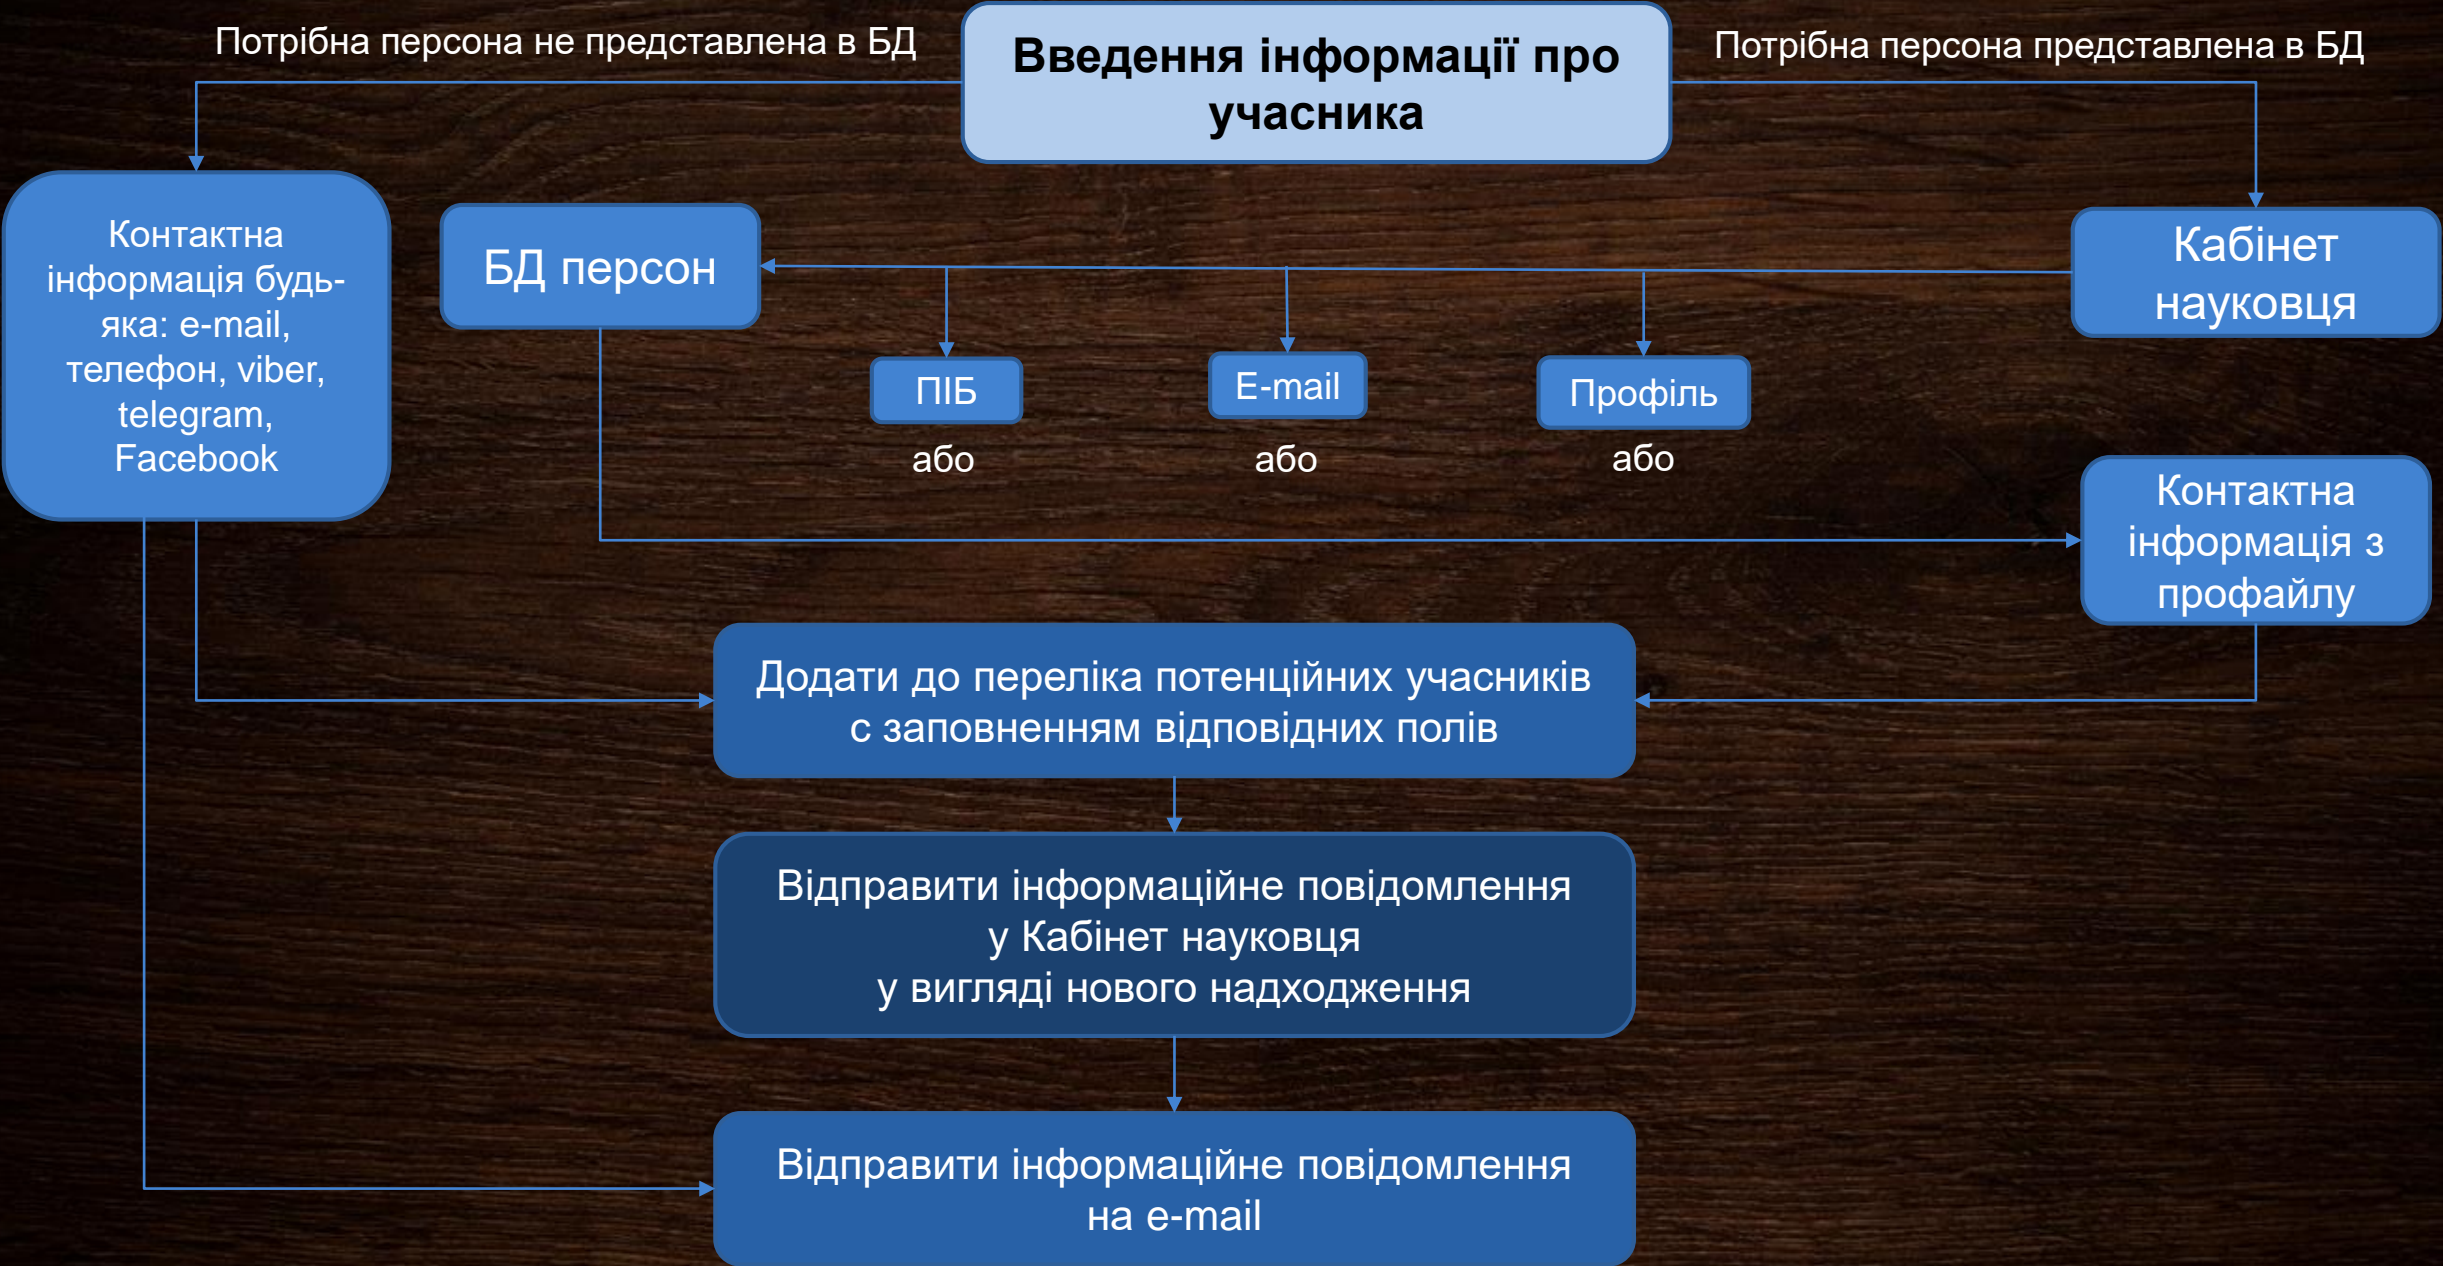 Потрібна персона не представлена в БД
Введення інформації про
учасника
Потрібна персона представлена в БД
Контактна
інформація будь-
яка: e-mail,
телефон, viber,
telegram,
Facebook
БД персон
Кабінет
науковця
ПІБ
E-mail
Профіль
або
або
або
Контактна
інформація з
профайлу
Додати до переліка потенційних учасників
с заповненням відповідних полів
Відправити інформаційне повідомлення
у Кабінет науковця
у вигляді нового надходження
Відправити інформаційне повідомлення
на e-mail